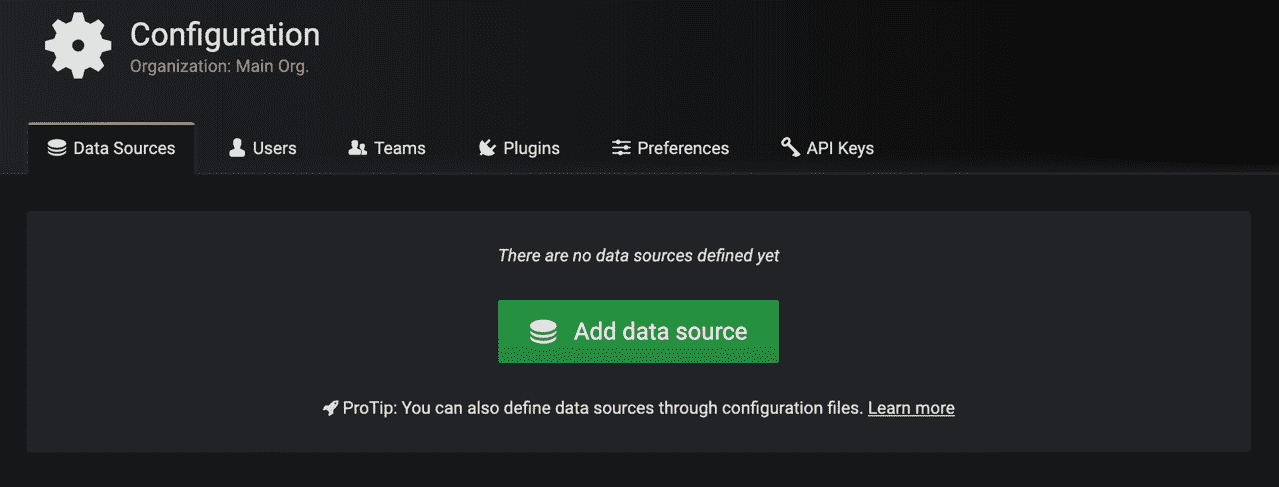 Configuration
Organization: Main Org.
Data Sources Users Teams Plugins Preferences API Keys
There are no data sources defined yet
Add data source
ProTip: You can also define data sources through configuration files. Learn more